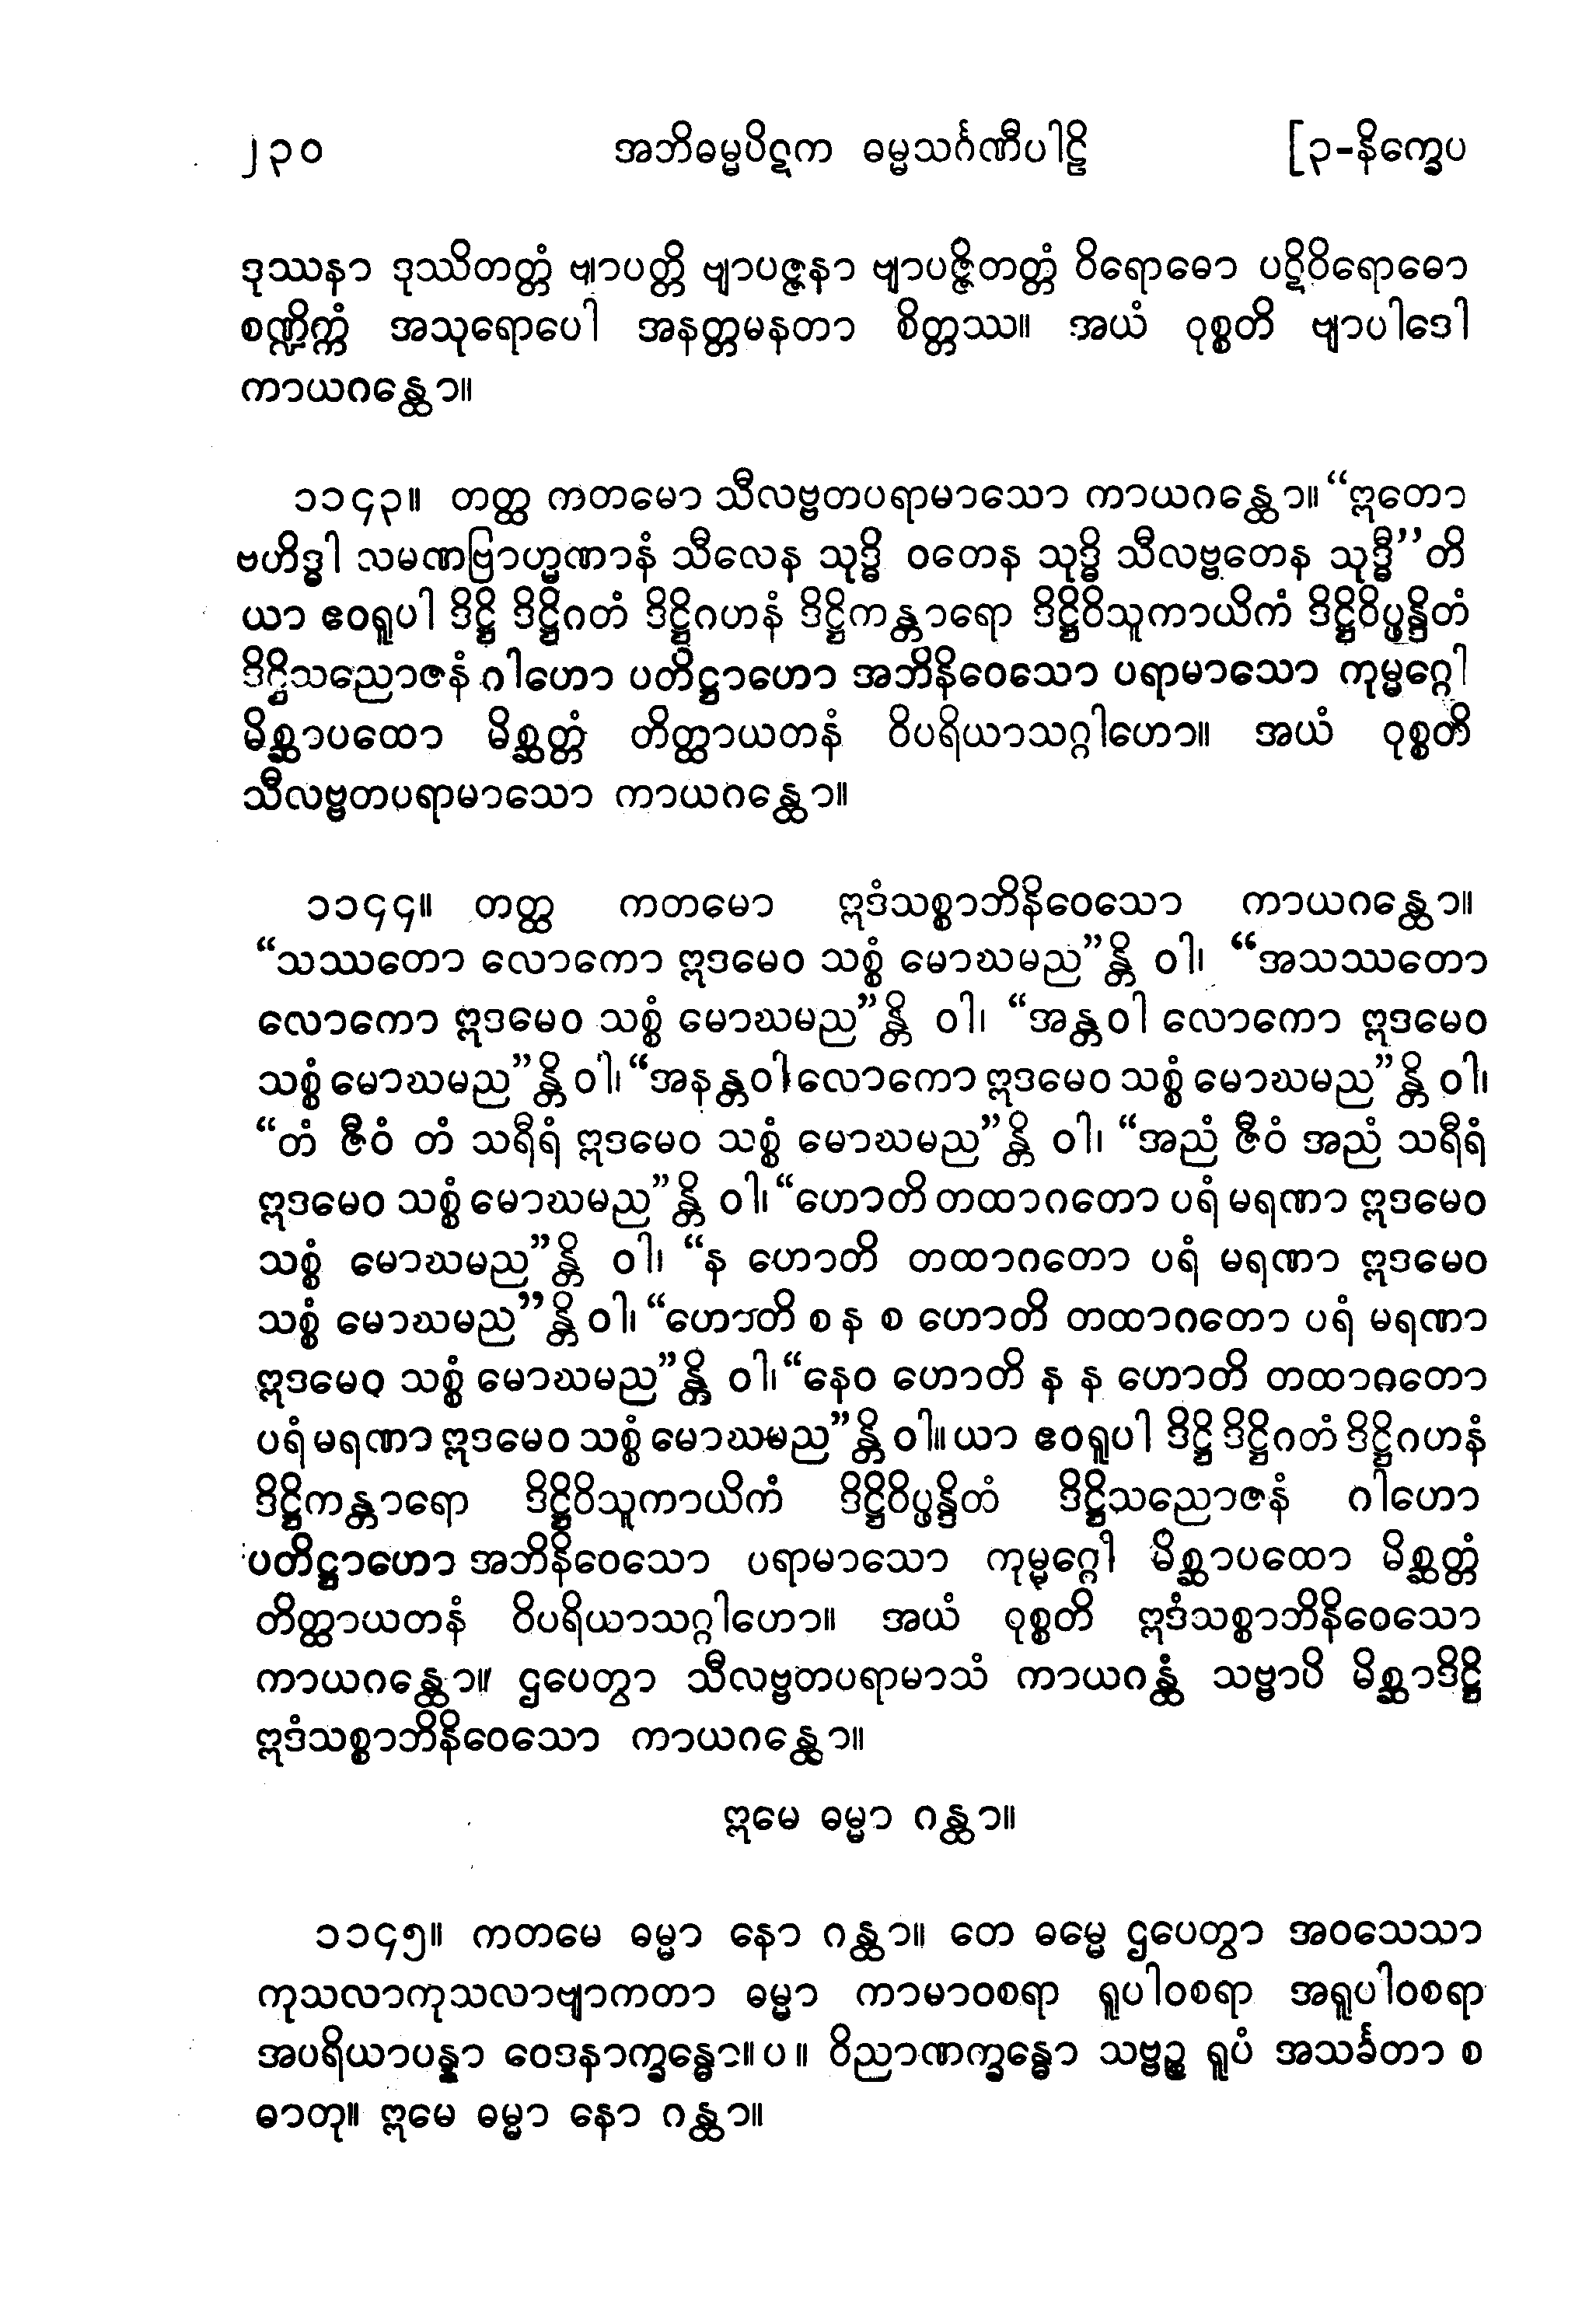 ၂၃၀ အဘိဓမ္မပိဋက ဓမ္မသင်္ဂဏီပါဠိ [၃-နိက္ခေပ
ဒုဿနာ ဒုဿိတတ္တံ ဗျာပတ္တိ ဗျာပဇ္ဇနာ ဗျာပဇ္ဇိတတ္တံ ဝိရောဓော ပဋိဝိရောဓော
စဏ္ဍိက္ကံ အသုရောပေါ အနတ္တမနတာ စိတ္တဿ။ အယံ ဝုစ္စတိ ဗျာပါဒေါ
ကာယဂန္ထော။
၁၁၄၃။ တတ္ထ ကတမော သီလဗ္ဗတပရာမာသော ကာယဂန္ထော။ “ဣတော
ဗဟိဒ္ဓါ သမဏဗြာဟ္မဏာနံ သီလေန သုဒ္ဓိ ဝတေန သုဒ္ဓိ သီလဗ္ဗတေန သုဒ္ဓီ”တိ
ယာ ဧဝရူပါ ဒိဋ္ဌိ ဒိဋ္ဌိဂတံ ဒိဋ္ဌိဂဟနံ ဒိဋ္ဌိကန္တာရော ဒိဋ္ဌိဝိသူကာယိကံ ဒိဋ္ဌိဝိပ္ဖန္ဒိတံ
ဒိဋ္ဌိသညောဇနံ ဂါဟော ပတိဋ္ဌာဟော အဘိနိဝေသော ပရာမာသော ကုမ္မဂ္ဂေါ
မိစ္ဆာပထော မိစ္ဆတ္တံ တိတ္ထာယတနံ ဝိပရိယာသဂ္ဂါဟော။ အယံ ဝုစ္စတိ
သီလဗ္ဗတပရာမာသော ကာယဂန္ထော။
၁၁၄၄။ တတ္ထ ကတမော ဣဒံသစ္စာဘိနိဝေသော ကာယဂန္ထော။
“သဿတော လောကော ဣဒမေဝ သစ္စံ မောဃမည”န္တိ ဝါ၊ “အသဿတော
လောကော ဣဒမေဝ သစ္စံ မောဃမည”န္တိ ဝါ၊ “အန္တဝါ လောကော ဣဒမေဝ
သစ္စံ မောဃမည”န္တိ ဝါ၊ “အနန္တဝါ လောကော ဣဒမေဝ သစ္စံ မောဃမည”န္တိ ဝါ၊
“တံ ဇီဝံ တံ သရီရံ ဣဒမေဝ သစ္စံ မောဃမည”န္တိ ဝါ၊ “အညံ ဇီဝံ အညံ သရီရံ
ဣဒမေဝ သစ္စံ မောဃမည”န္တိ ဝါ၊ “ဟောတိ တထာဂတော ပရံ မရဏာ ဣဒမေဝ
သစ္စံ မောဃမည”န္တိ ဝါ၊ “န ဟောတိ တထာဂတော ပရံ မရဏာ ဣဒမေဝ
သစ္စံ မောဃမည”န္တိ ဝါ၊ “ဟောတိ စ န စ ဟောတိ တထာဂတော ပရံ မရဏာ
ဣဒမေဝ သစ္စံ မောဃမည”န္တိ ဝါ၊ “နေဝ ဟောတိ န န ဟောတိ တထာဂတော
ပရံ မရဏာ ဣဒမေဝ သစ္စံ မောဃမည”န္တိ ဝါ။ ယာ ဧဝရူပါ ဒိဋ္ဌိ ဒိဋ္ဌိဂတံ ဒိဋ္ဌိဂဟနံ
ဒိဋ္ဌိကန္တာရော ဒိဋ္ဌိဝိသူကာယိကံ ဒိဋ္ဌိဝိပ္ဖန္ဒိတံ ဒိဋ္ဌိသညောဇနံ ဂါဟော
ပတိဋ္ဌာဟော အဘိနိဝေသော ပရာမာသော ကုမ္မဂ္ဂေါ မိစ္ဆာပထော မိစ္ဆတ္တံ
တိတ္ထာယတနံ ဝိပရိယာသဂ္ဂါဟော။ အယံ ဝုစ္စတိ ဣဒံသစ္စာဘိနိဝေသော
ကာယဂန္ထော။ ဌပေတွာ သီလဗ္ဗတပရာမာသံ ကာယဂန္ထံ သဗ္ဗာပိ မိစ္ဆာဒိဋ္ဌိ
ဣဒံသစ္စာဘိနိဝေသော ကာယဂန္ထော။
ဣမေ ဓမ္မာ ဂန္ထာ။
၁၁၄၅။ ကတမေ ဓမ္မာ နော ဂန္ထာ။ တေ ဓမ္မေ ဌပေတွာ အဝသေသာ
ကုသလာကုသလာဗျာကတာ ဓမ္မာ ကာမာဝစရာ ရူပါဝစရာ အရူပါဝစရာ
အပရိယာပန္နာ ဝေဒနာက္ခန္ဓော။ ပ ။ ဝိညာဏက္ခန္ဓော သဗ္ဗဉ္စ ရူပံ အသင်္ခတာ စ
ဓာတု။ ဣမေ ဓမ္မာ နော ဂန္ထာ။